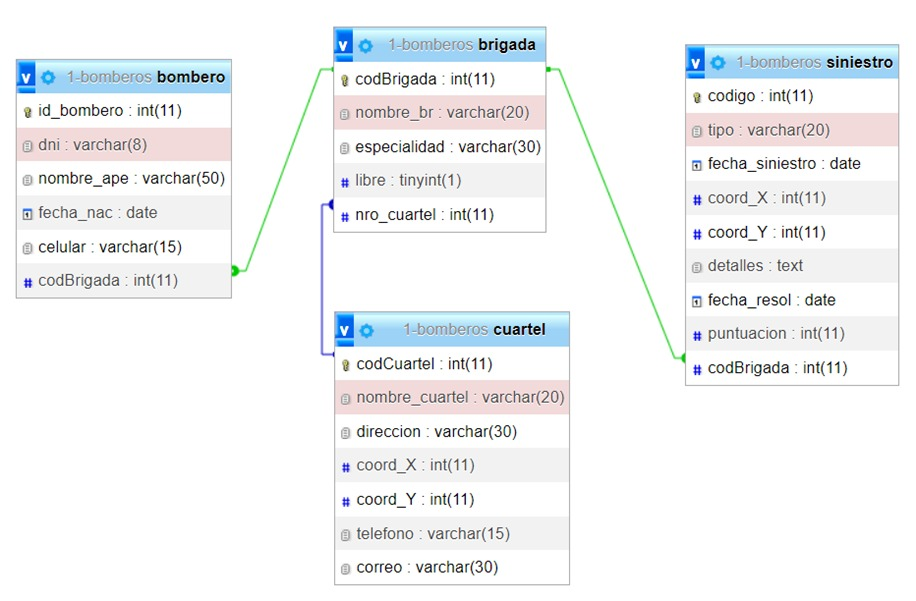 v 1-bomberos bombero
id_bombero : int(11)
dni : varchar(8)
nombre_ape : varchar(50)
fecha_nac : date
celular : varchar(15)
# codBrigada : int(11)
v 1-bomberos brigada
codBrigada : int(11)
nombre_br : varchar(20)
especialidad : varchar(30)
# libre : tinyint(1)
# nro_cuartel : int(11)
v 1-bomberos cuartel
codCuartel : int(11)
nombre_cuartel : varchar(20)
direccion : varchar(30)
# coord_X : int(11)
# coord_Y : int(11)
telefono : varchar(15)
correo : varchar(30)
v 1-bomberos siniestro
codigo : int(11)
tipo : varchar(20)
fecha_siniestro : date
# coord_X : int(11)
# coord_Y : int(11)
detalles : text
fecha_resol : date
# puntuacion : int(11)
# codBrigada : int(11)